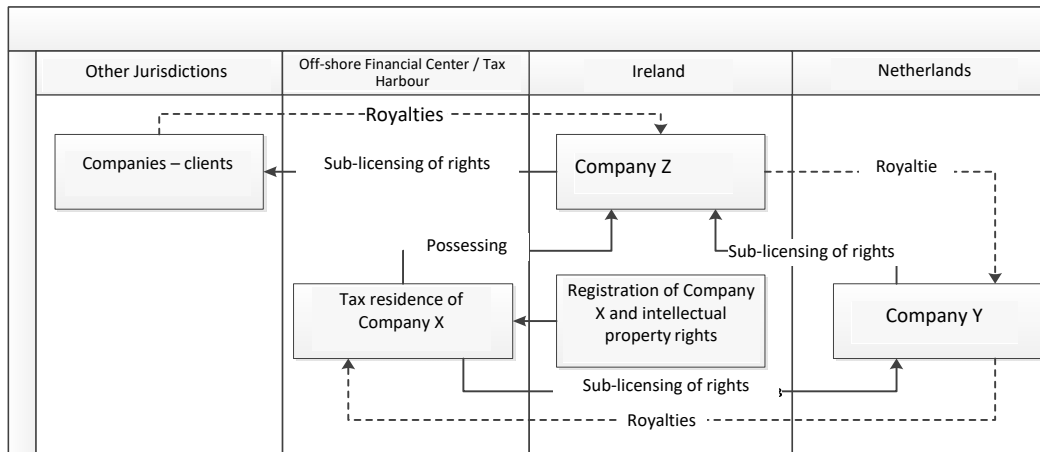 Other Jurisdictions
Off-shore Financial Center / Tax
Harbour
Ireland
Netherlands
Royalties
Companies – clients
Sub-licensing of rights
Company Z
Royaltie
Possessing
Sub-licensing of rights
Tax residence of
Company X
Registration of Company
X and intellectual
property rights
Company Y
Sub-licensing of rights
Royalties